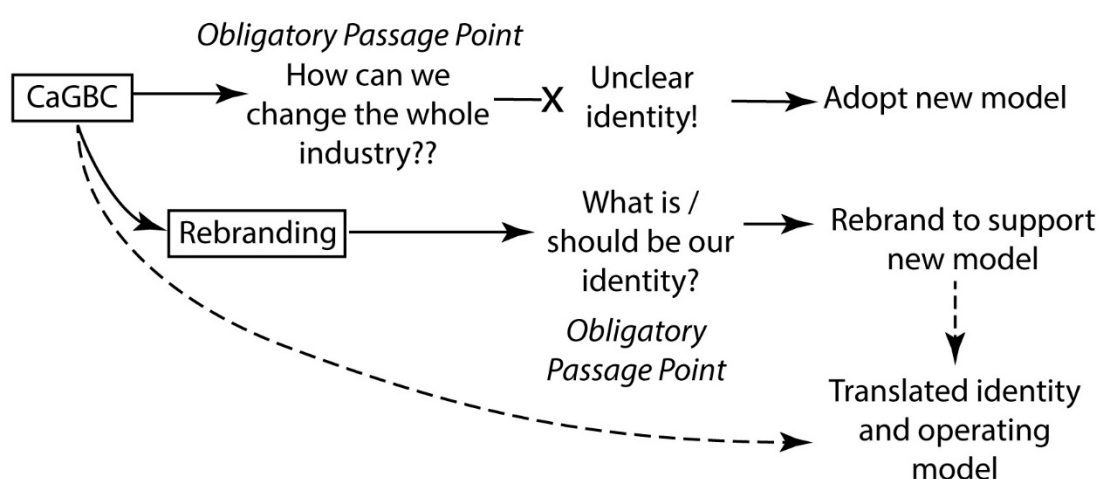 Obligatory Passage Point
CaGBC
How can we
change the whole
industry??
X
Unclear
identity!
Adopt new model
Rebranding
What is /
should be our
identity?
Rebrand to support
new model
Obligatory
Passage Point
Translated identity
and operating
model